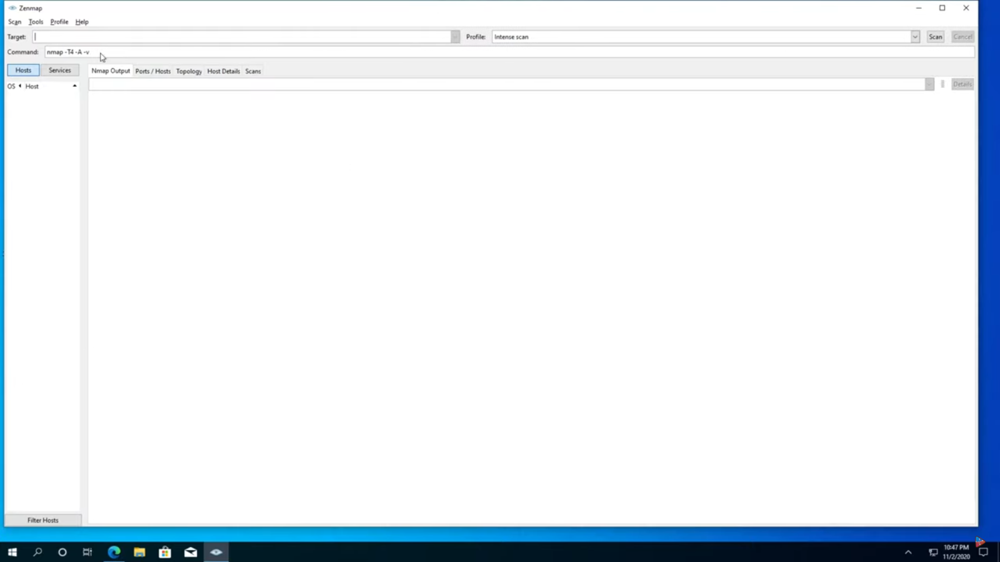 Zenmap
Scan Tools Profile Help
Target: Profile: Intense scan Scan Cancel
Command: nmap -T4 -A -v
Hosts Services Nmap Output Ports / Hosts Topology Host Details Scans
OS Host Details
Filter Hosts
10:47 PM
11/2/2020